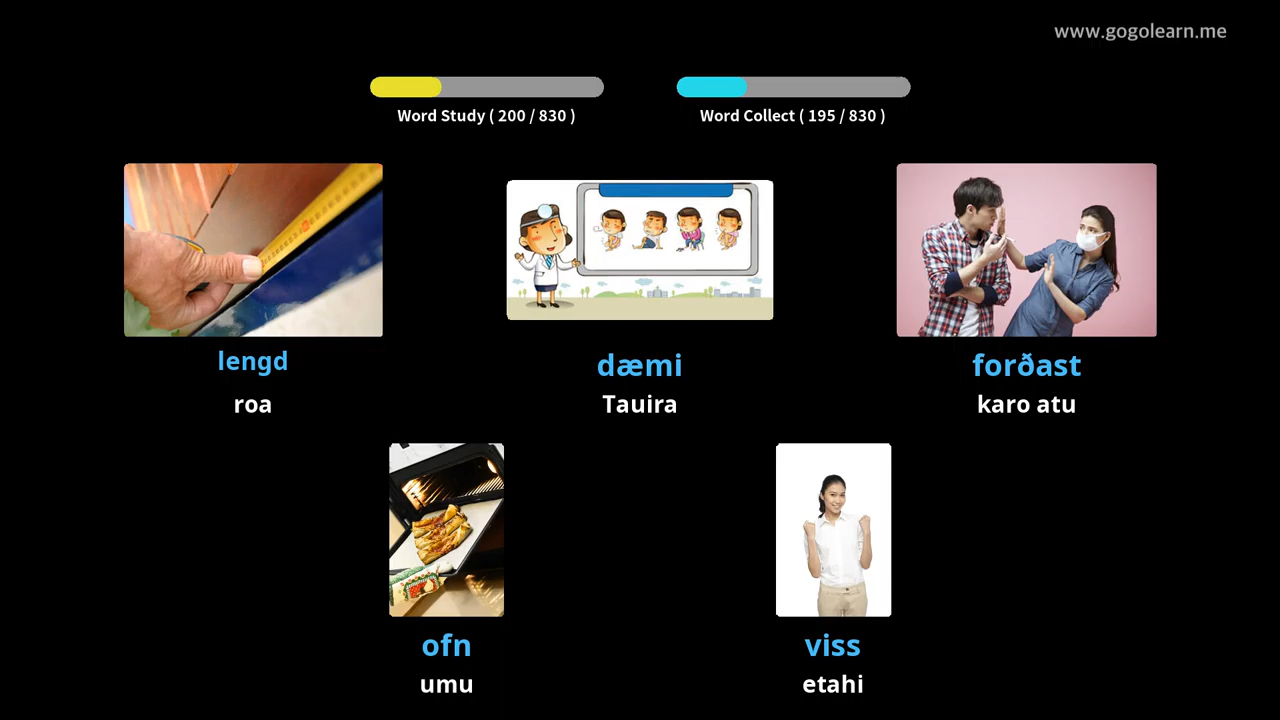 www.gogolearn.me
Word Study ( 200 / 830 )
Word Collect ( 195 / 830 )
lengd
roa
dæmi
Tauira
forðast
karo atu
ofn
umu
viss
etahi